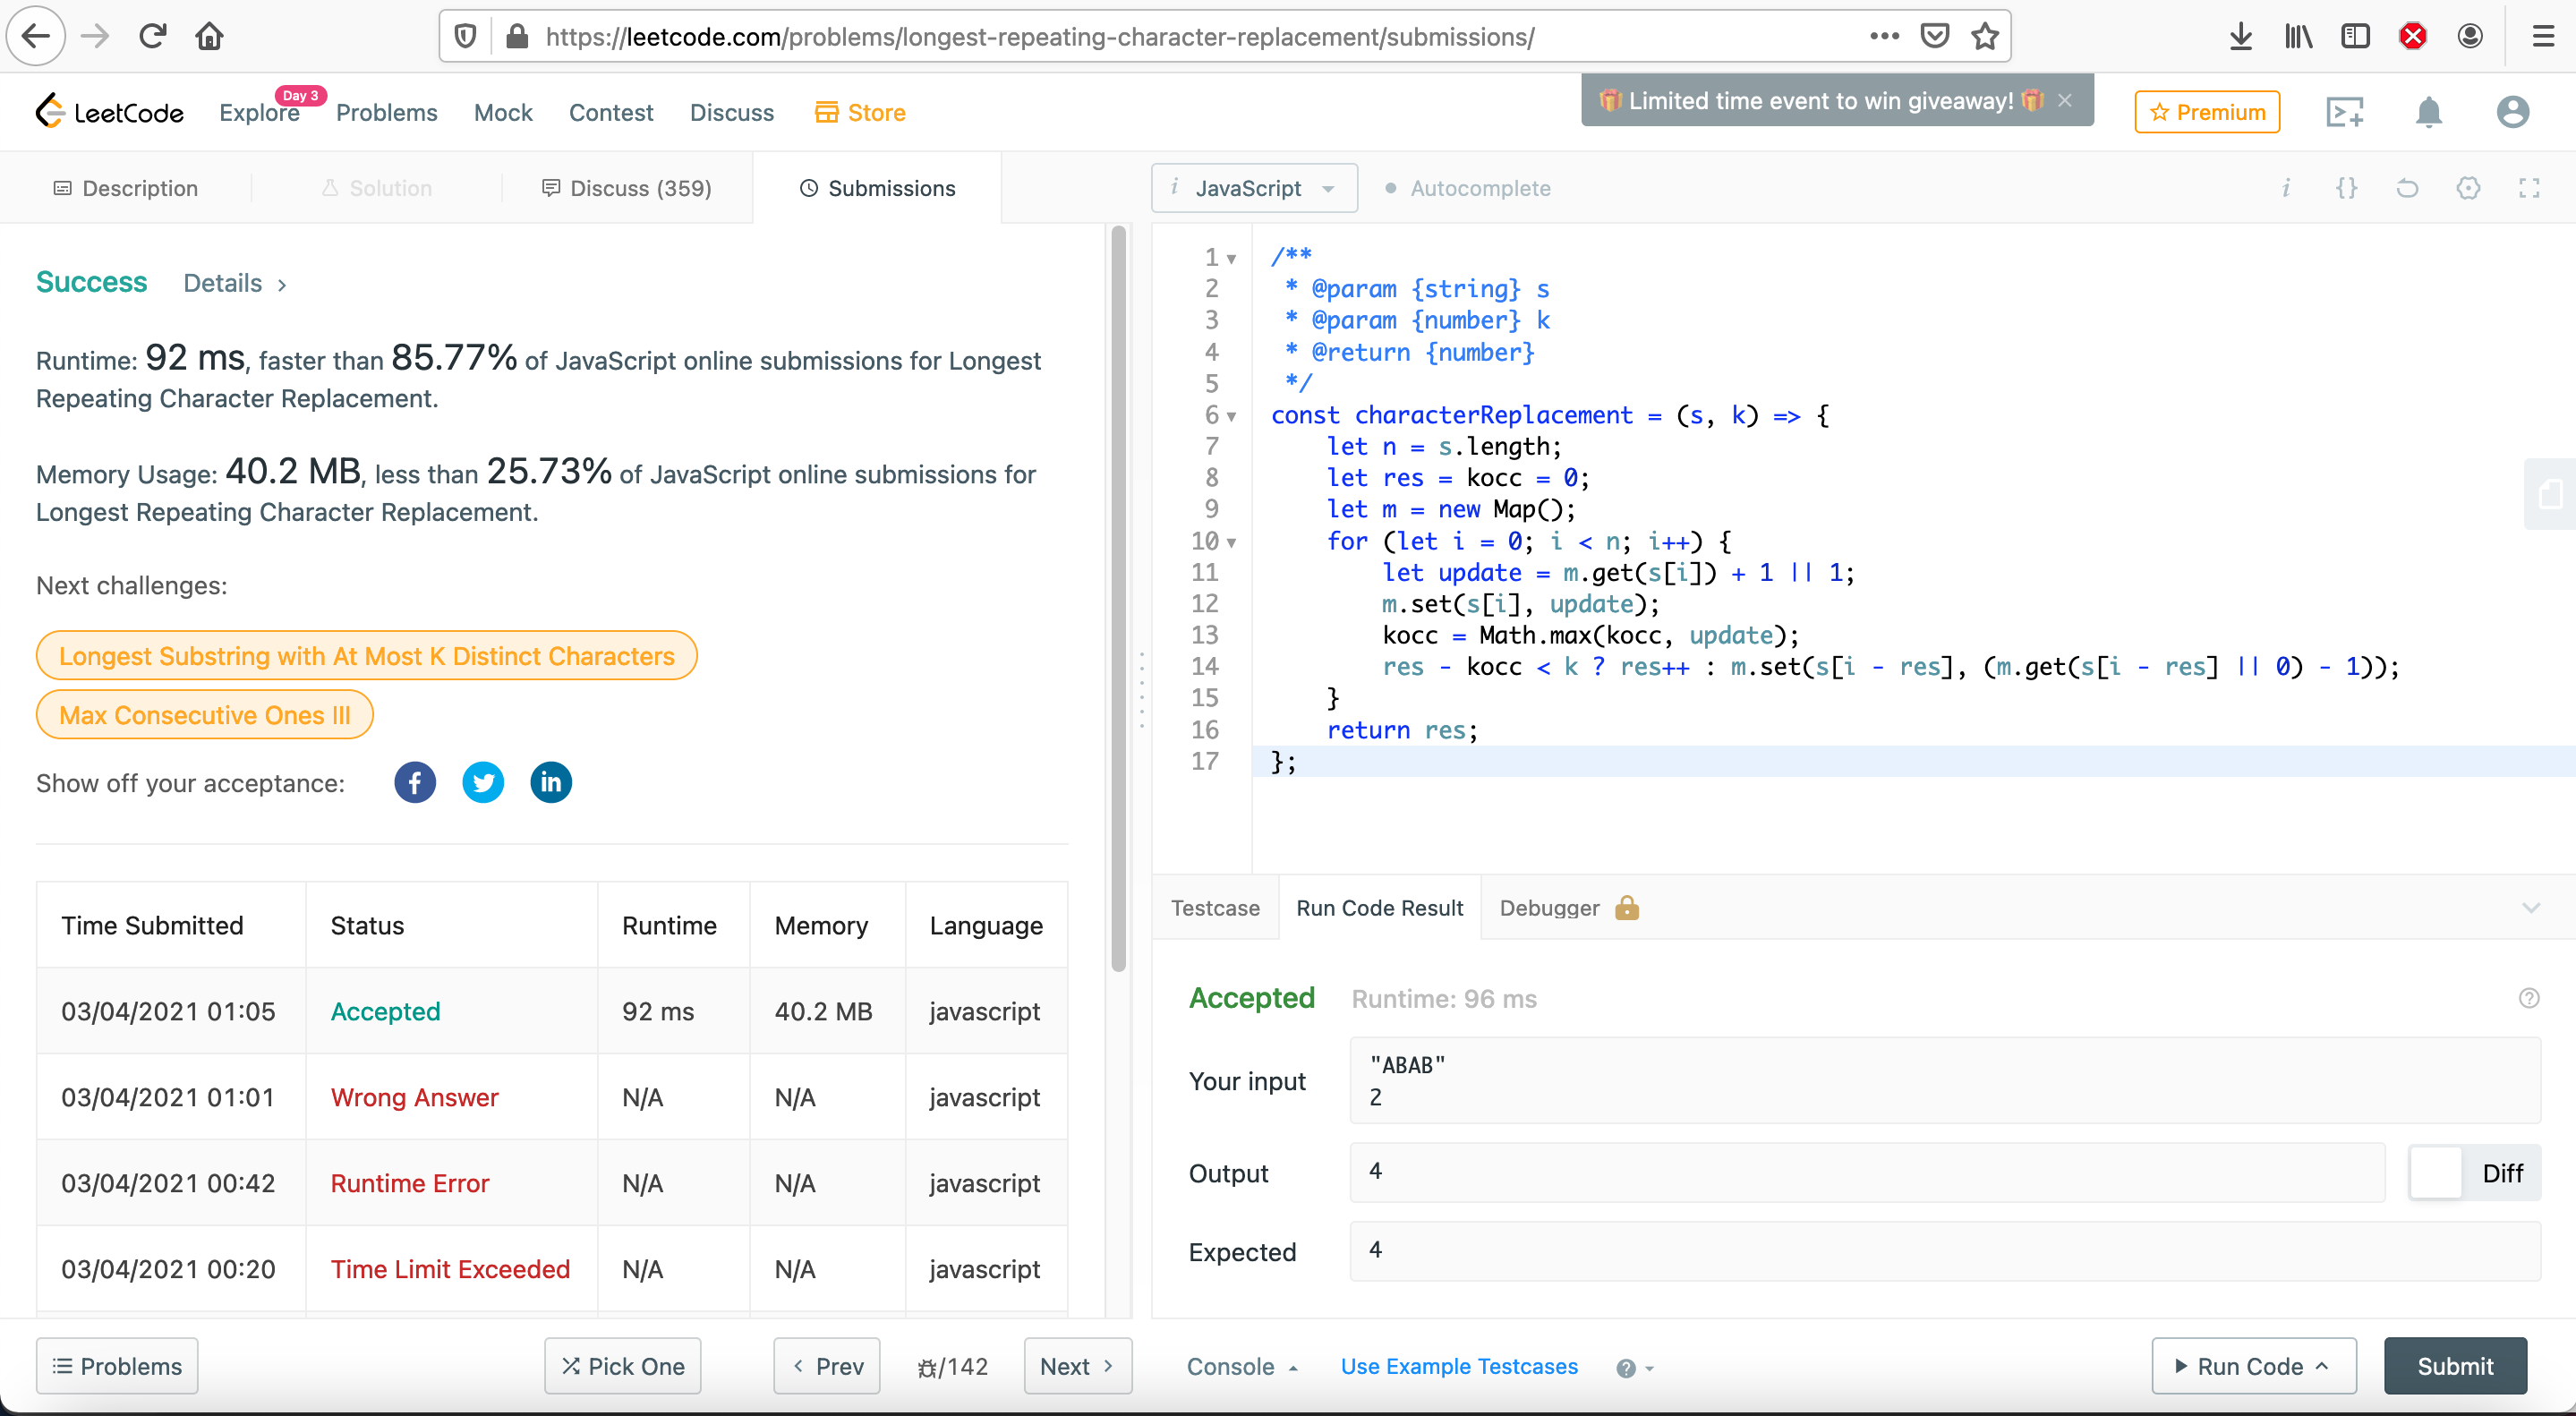 https://leetcode.com/problems/longest-repeating-character-replacement/submissions/
LeetCode
Explore
Day 3
Problems
Mock
Contest
Discuss
Store
Limited time event to win giveaway!
Premium
Description
Solution
Discuss (359)
Submissions
i JavaScript
Autocomplete
Success Details >
Runtime: 92 ms, faster than 85.77% of JavaScript online submissions for Longest
Repeating Character Replacement.
Memory Usage: 40.2 MB, less than 25.73% of JavaScript online submissions for
Longest Repeating Character Replacement.
Next challenges:
Longest Substring with At Most K Distinct Characters
Max Consecutive Ones III
Show off your acceptance:
Time Submitted Status Runtime Memory Language
03/04/2021 01:05 Accepted 92 ms 40.2 MB javascript
03/04/2021 01:01 Wrong Answer N/A N/A javascript
03/04/2021 00:42 Runtime Error N/A N/A javascript
03/04/2021 00:20 Time Limit Exceeded N/A N/A javascript
1 /**
2 * @param {string} s
3 * @param {number} k
4 * @return {number}
5 */
6 const characterReplacement = (s, k) => {
7 let n = s.length;
8 let res = kocc = 0;
9 let m = new Map();
10 for (let i = 0; i < n; i++) {
11 let update = m.get(s[i]) + 1 || 1;
12 m.set(s[i], update);
13 kocc = Math.max(kocc, update);
14 res - kocc < k ? res++ : m.set(s[i - res], (m.get(s[i - res] || 0) - 1));
15 }
16 return res;
17 };
Testcase
Run Code Result
Debugger
Accepted Runtime: 96 ms
Your input
"ABAB"
2
Output
4
Diff
Expected
4
Problems
Pick One
Prev
/142
Next
Console
Use Example Testcases
Run Code
Submit